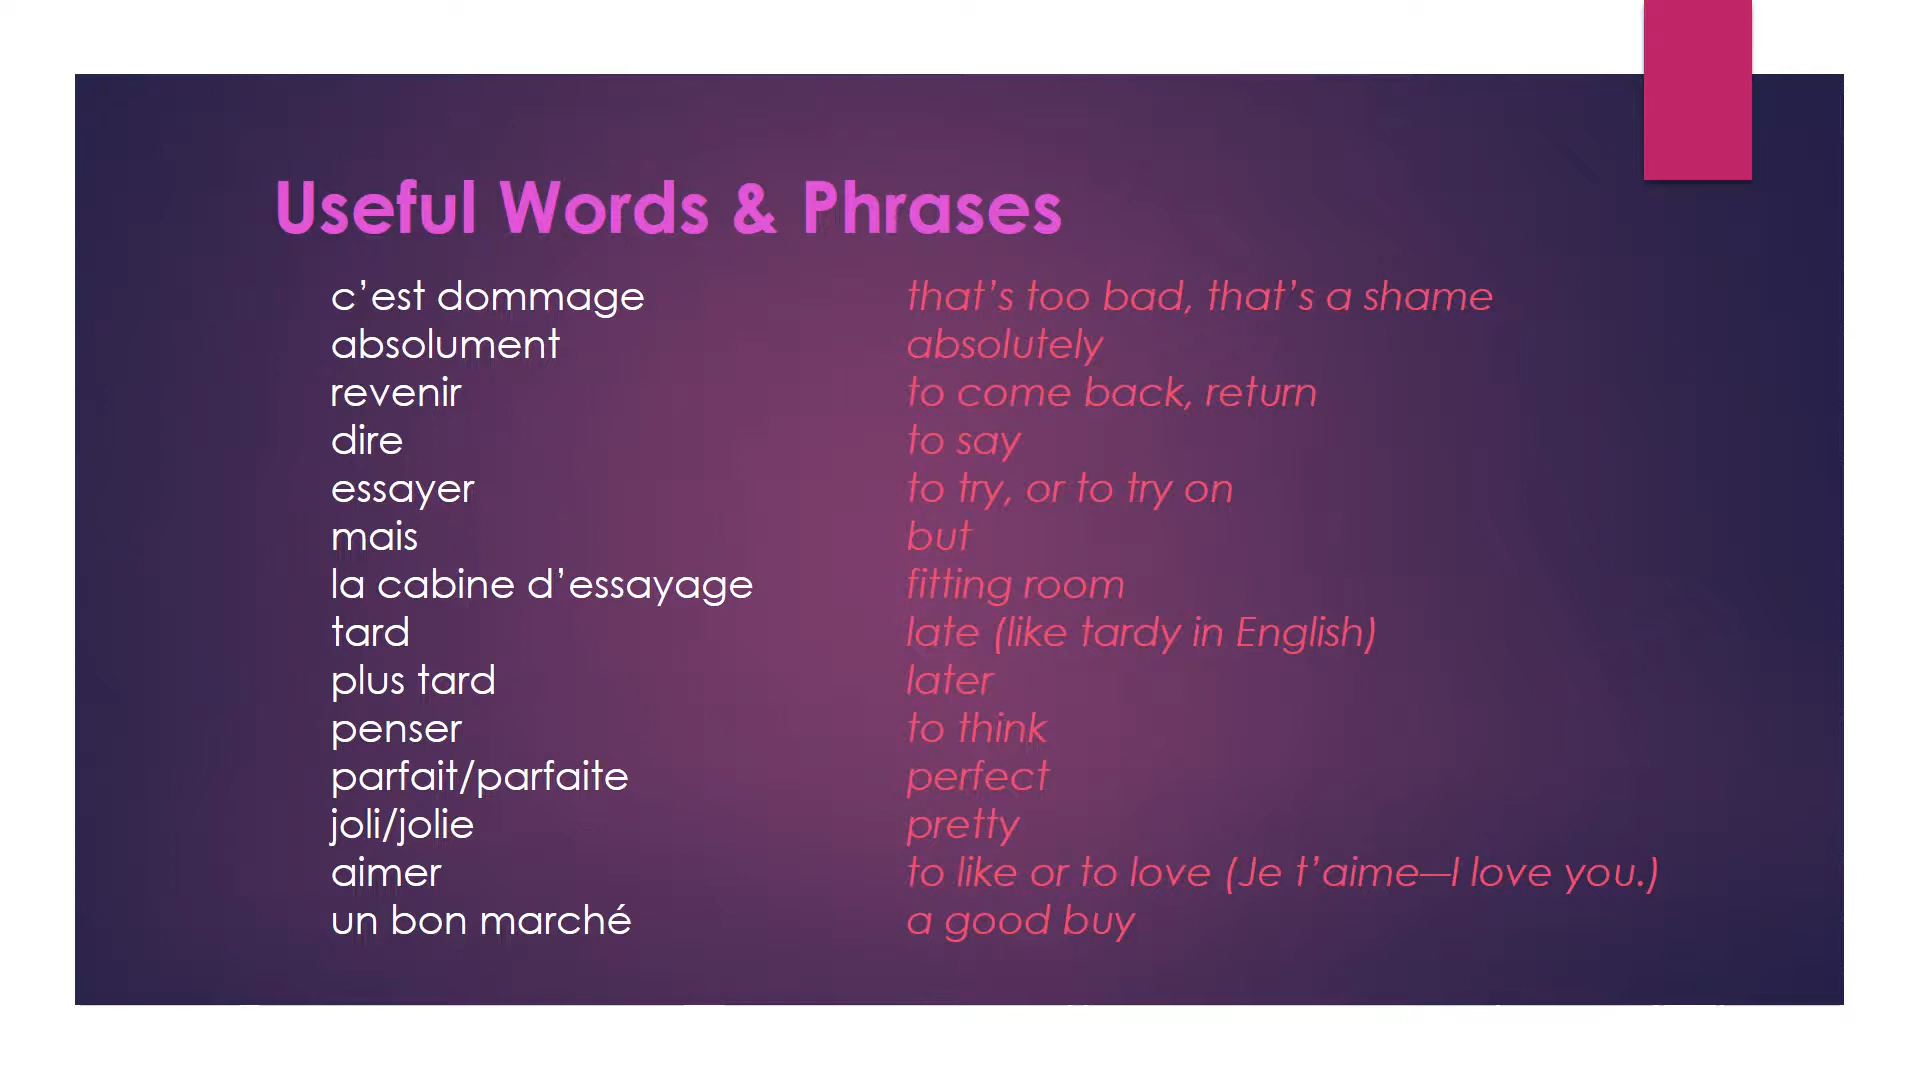 Useful Words & Phrases
c’est dommage that’s too bad, that’s a shame
absolument absolutely
revenir to come back, return
dire to say
essayer to try, or to try on
mais but
la cabine d’essayage fitting room
tard late (like tardy in English)
plus tard later
penser to think
parfait/parfaite perfect
joli/jolie pretty
aimer to like or to love (Je t’aime—I love you.)
un bon marché a good buy